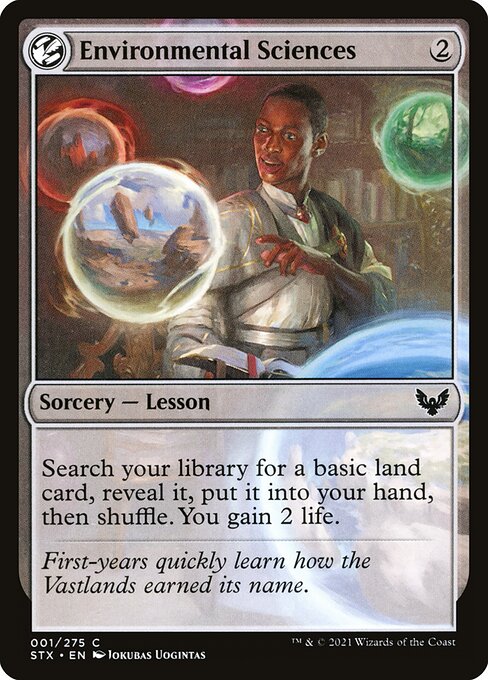 Environmental Sciences 2
Sorcery — Lesson
Search your library for a basic land
card, reveal it, put it into your hand,
then shuffle. You gain 2 life.
First-years quickly learn how the
Vastlands earned its name.
001/275 C
STX • EN Jokubas Uogintas
™ & © 2021 Wizards of the Coast